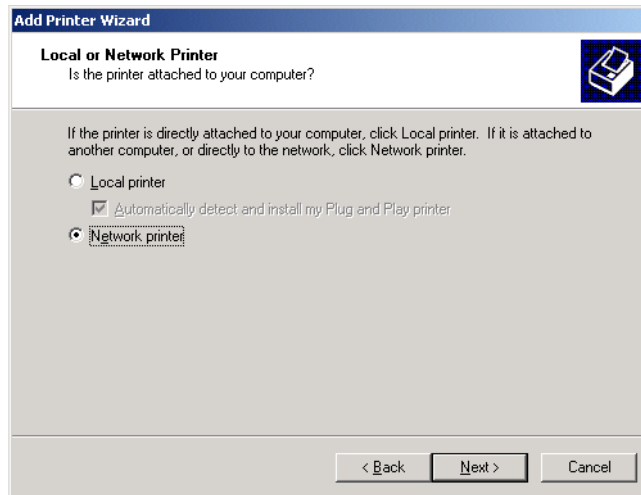 Add Printer Wizard
Local or Network Printer
Is the printer attached to your computer?
If the printer is directly attached to your computer, click Local printer. If it is attached to
another computer, or directly to the network, click Network printer.
Local printer
Automatically detect and install my Plug and Play printer
Network printer
< Back Next > Cancel